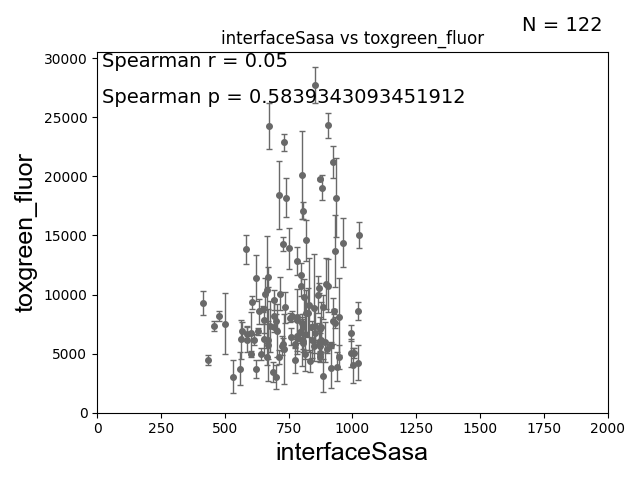 N = 122
interfaceSasa vs toxgreen_fluor
Spearman r = 0.05
Spearman p = 0.5839343093451912
30000
25000
20000
15000
10000
5000
0
toxgreen_fluor
0 250 500 750 1000 1250 1500 1750 2000
interfaceSasa